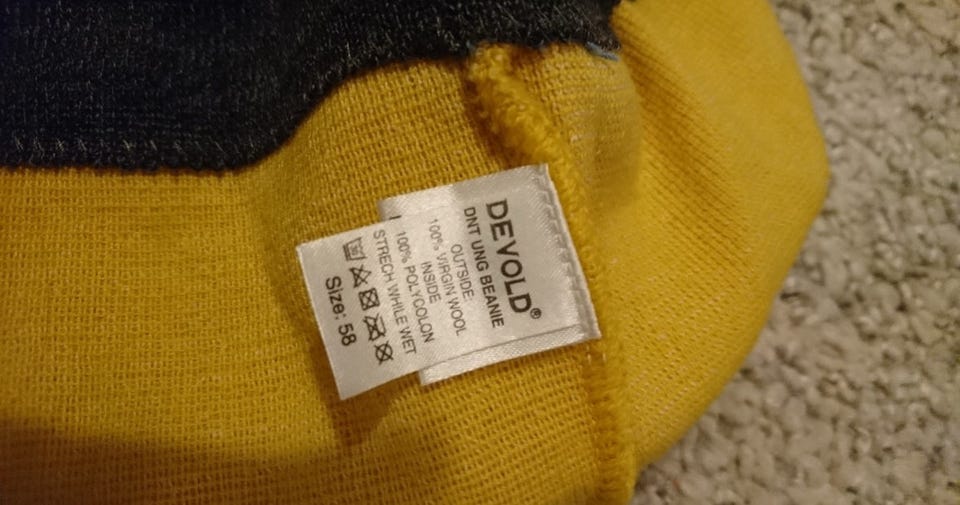 DEVOLD®
DNT UNG BEANIE
OUTSIDE:
100% VIRGIN WOOL
INSIDE
100% POLYCOLON
STRECH WHILE WET
Size: 58